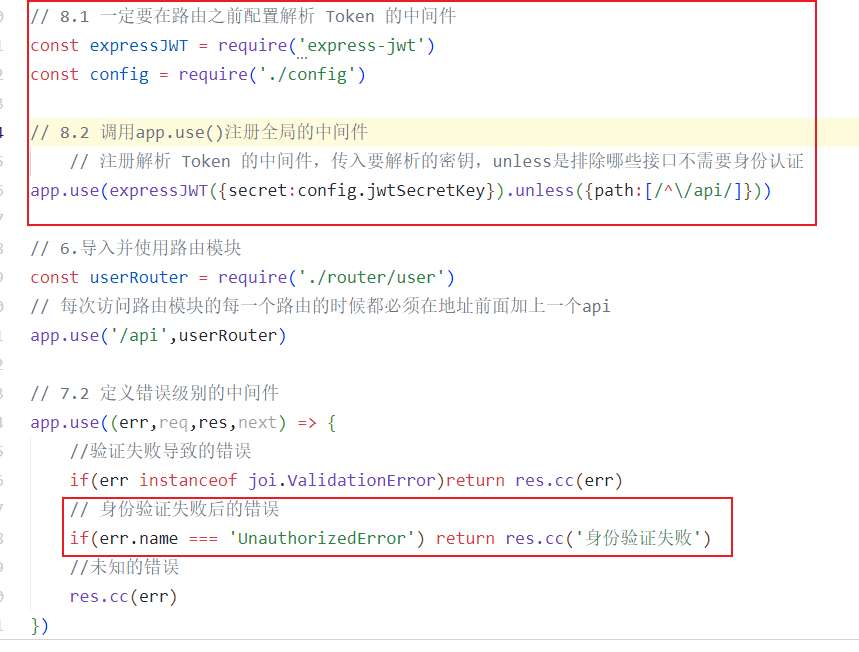 // 8.1 一定要在路由之前配置解析 Token 的中间件
const expressJWT = require('express-jwt')
const config = require('./config')
// 8.2 调用app.use()注册全局的中间件
// 注册解析 Token 的中间件，传入要解析的密钥，unless是排除哪些接口不需要身份认证
app.use(expressJWT({secret:config.jwtSecretKey}).unless({path:[/^\/api/]}))
// 6.导入并使用路由模块
const userRouter = require('./router/user')
// 每次访问路由模块的每一个路由的时候都必须在地址前面加上一个api
app.use('/api',userRouter)
// 7.2 定义错误级别的中间件
app.use((err,req,res,next) => {
//验证失败导致的错误
if(err instanceof joi.ValidationError)return res.cc(err)
// 身份验证失败后的错误
if(err.name === 'UnauthorizedError') return res.cc('身份验证失败')
//未知的错误
res.cc(err)
})